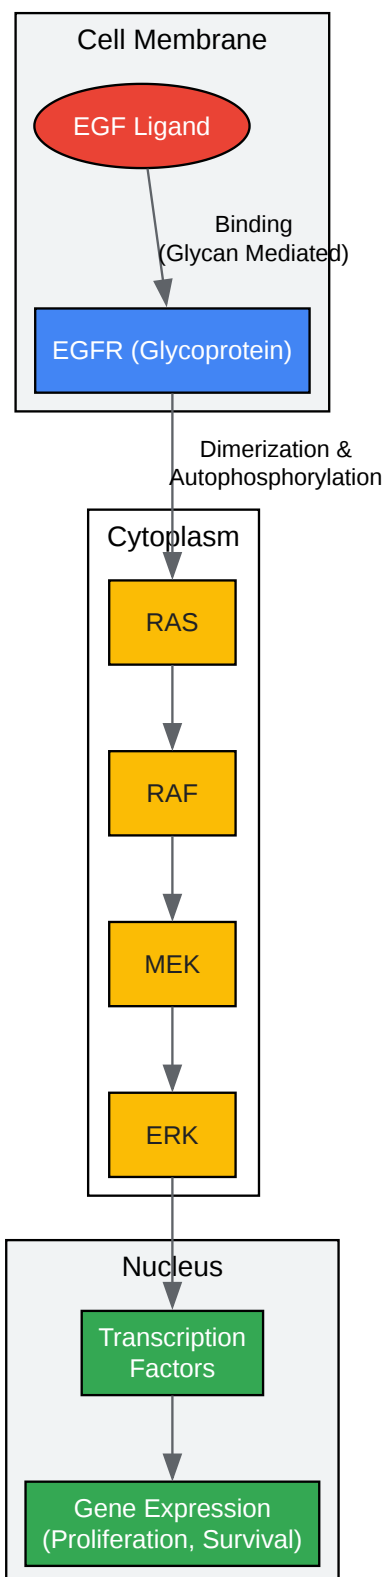 Cell Membrane
EGF Ligand
Binding
(Glycan Mediated)
EGFR (Glycoprotein)
Dimerization &
Autophosphorylation
Cytoplasm
RAS
RAF
MEK
ERK
Nucleus
Transcription
Factors
Gene Expression
(Proliferation, Survival)